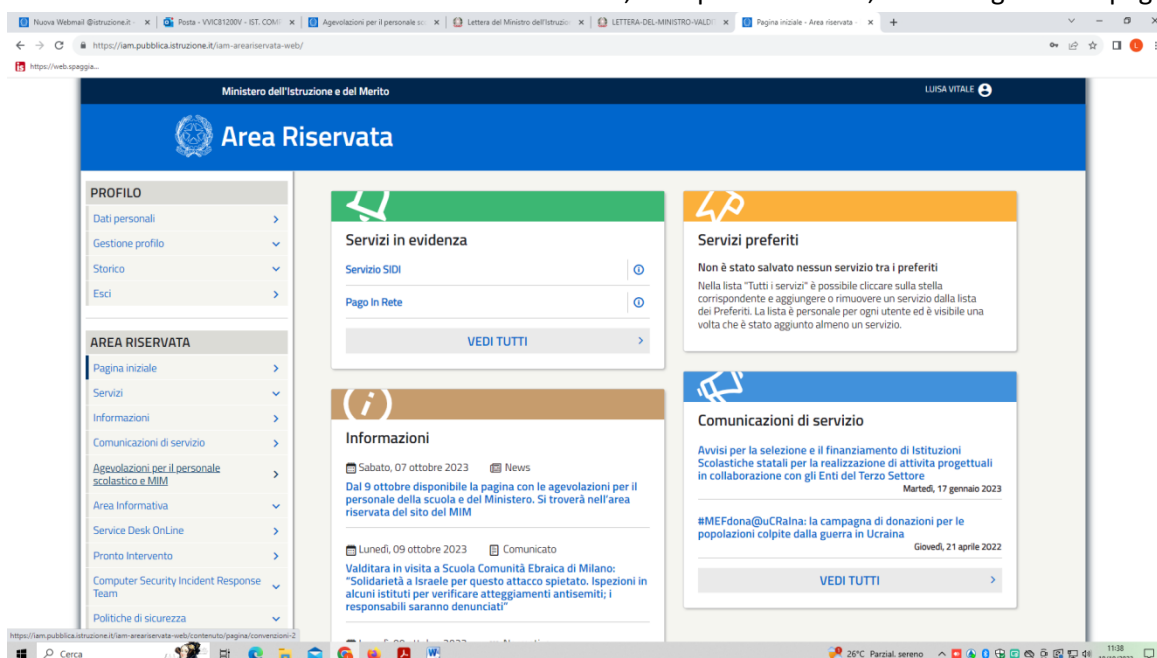 Nuova Webmail @istruzione.it -
Posta - VVIC81200V - IST. COM
Agevolazioni per il personale sc
Lettera del Ministro dell'Istruzio
LETTERA-DEL-MINISTRO-VALDI
Pagina iniziale - Area riservata -
https://iam.pubblica.istruzione.it/iam-areariservata-web/
https://web.spaggia...
Ministero dell'Istruzione e del Merito
LUISA VITALE
Area Riservata
PROFILO
Dati personali
Gestione profilo
Storico
Esci
AREA RISERVATA
Pagina iniziale
Servizi
Informazioni
Comunicazioni di servizio
Agevolazioni per il personale
scolastico e MIM
Area Informativa
Service Desk OnLine
Pronto Intervento
Computer Security Incident Response
Team
Politiche di sicurezza
Servizi in evidenza
Servizio SIDI
Pago In Rete
VEDI TUTTI
Servizi preferiti
Non è stato salvato nessun servizio tra i preferiti
Nella lista "Tutti i servizi" è possibile cliccare sulla stella
corrispondente e aggiungere o rimuovere un servizio dalla lista
dei Preferiti. La lista è personale per ogni utente ed è visibile una
volta che è stato aggiunto almeno un servizio.
Informazioni
Sabato, 07 ottobre 2023 News
Dal 9 ottobre disponibile la pagina con le agevolazioni per il
personale della scuola e del Ministero. Si troverà nell'area
riservata del sito del MIM
Lunedì, 09 ottobre 2023 Comunicato
Valditara in visita a Scuola Comunità Ebraica di Milano:
"Solidarietà a Israele per questo attacco spietato. Ispezioni in
alcuni istituti per verificare atteggiamenti antisemiti; i
responsabili saranno denunciati"
Comunicazioni di servizio
Avvisi per la selezione e il finanziamento di Istituzioni
Scolastiche statali per la realizzazione di attivita progettuali
in collaborazione con gli Enti del Terzo Settore
Martedì, 17 gennaio 2023
#MEFdona@uCRaIna: la campagna di donazioni per le
popolazioni colpite dalla guerra in Ucraina
Giovedì, 21 aprile 2022
VEDI TUTTI
https://iam.pubblica.istruzione.it/iam-areariservata-web/contenuto/pagina/convenzioni-2
Cerca
26°C Parzial. sereno
11:38